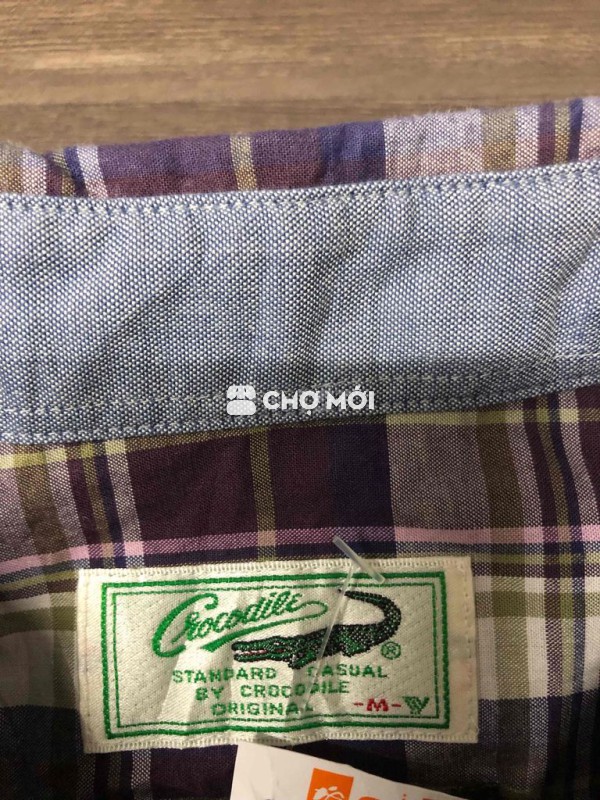 CHỢ MỚI
Crocodile
®
STANDARD CASUAL
BY CROCODILE
ORIGINAL -M-